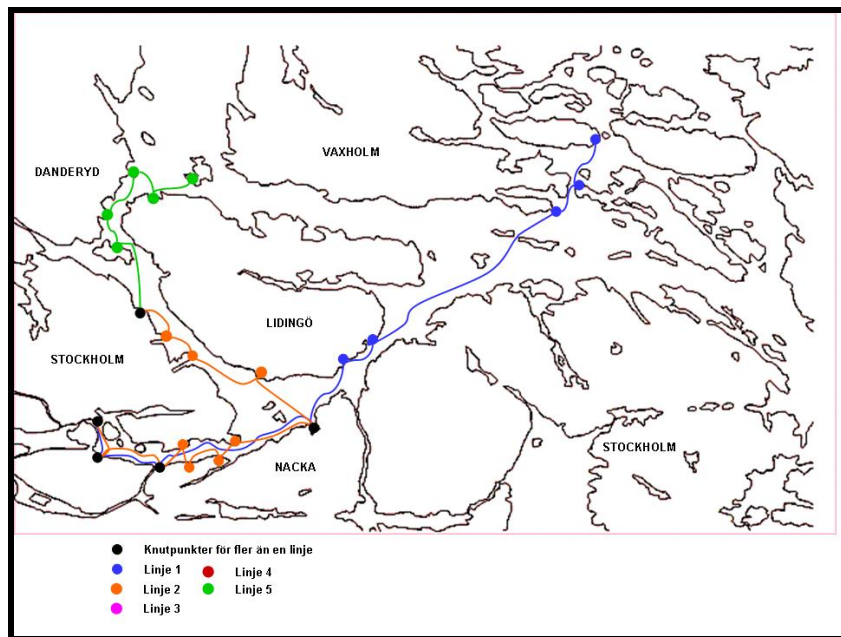 VAXHOLM
DANDERYD
LIDINGÖ
STOCKHOLM
STOCKHOLM
NACKA
Knutpunkter för fler än en linje
Linje 1
Linje 4
Linje 2
Linje 5
Linje 3